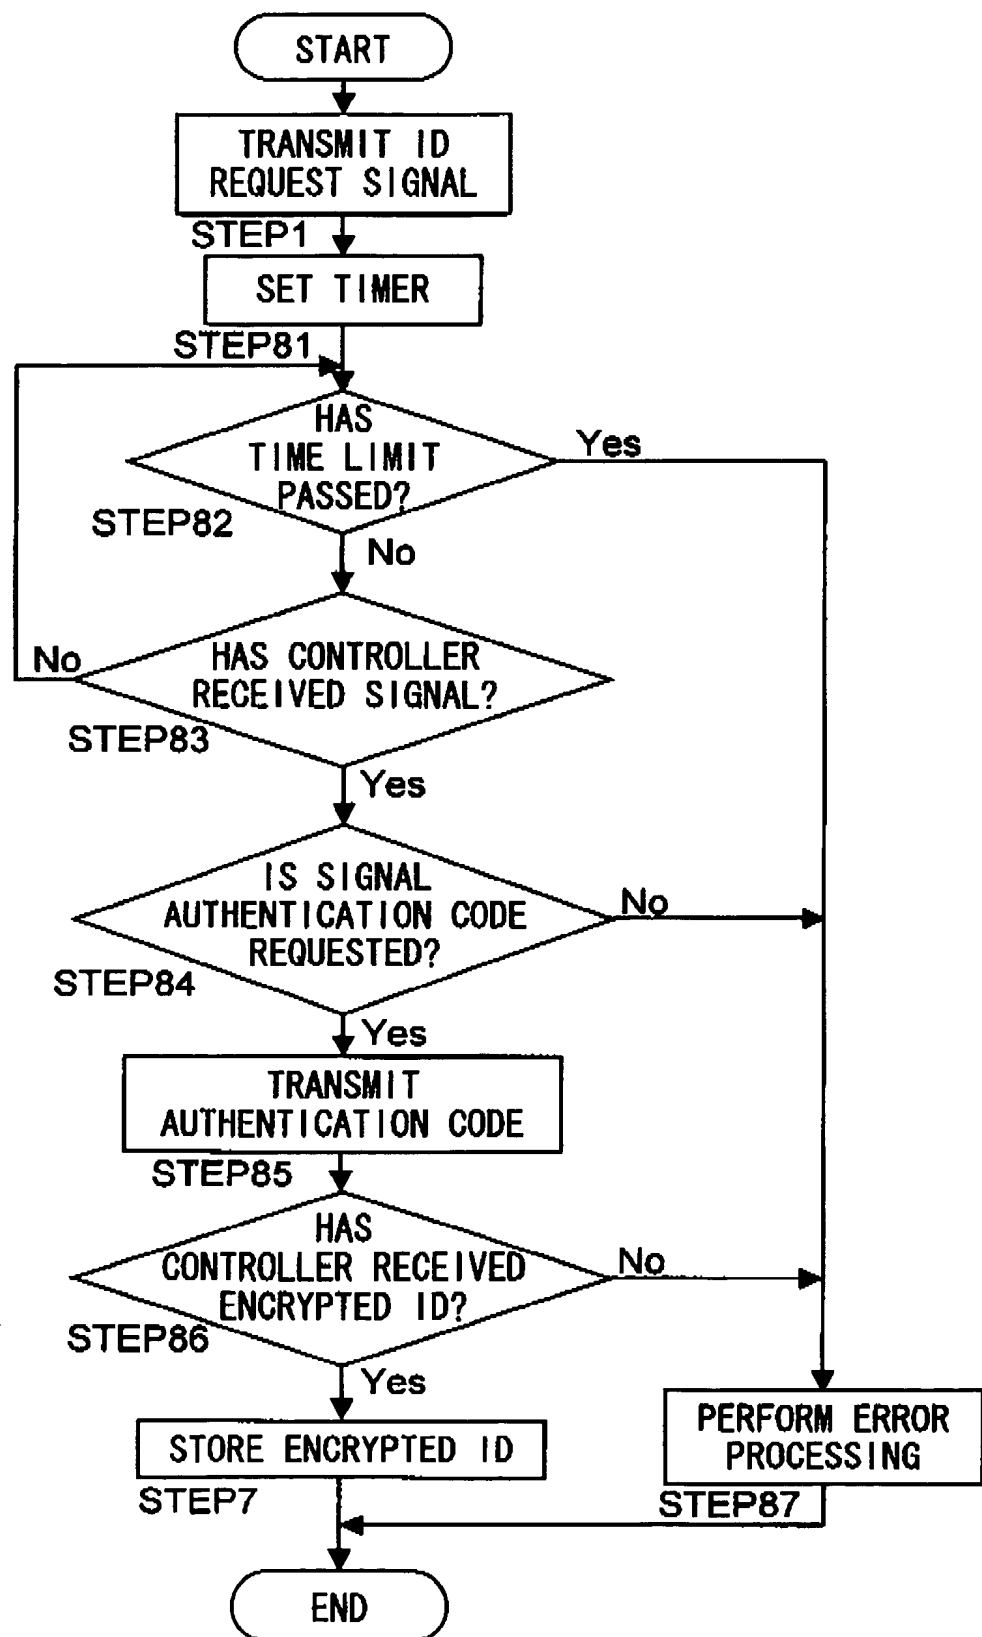 START
TRANSMIT ID
REQUEST SIGNAL
STEP1
SET TIMER
STEP81
HAS
TIME LIMIT
PASSED?
Yes
STEP82
No
HAS CONTROLLER
RECEIVED SIGNAL?
No
STEP83
Yes
IS SIGNAL
AUTHENTICATION CODE
REQUESTED?
No
STEP84
Yes
TRANSMIT
AUTHENTICATION CODE
STEP85
HAS
CONTROLLER RECEIVED
ENCRYPTED ID?
No
STEP86
Yes
STORE ENCRYPTED ID
STEP7
PERFORM ERROR
PROCESSING
STEP87
END